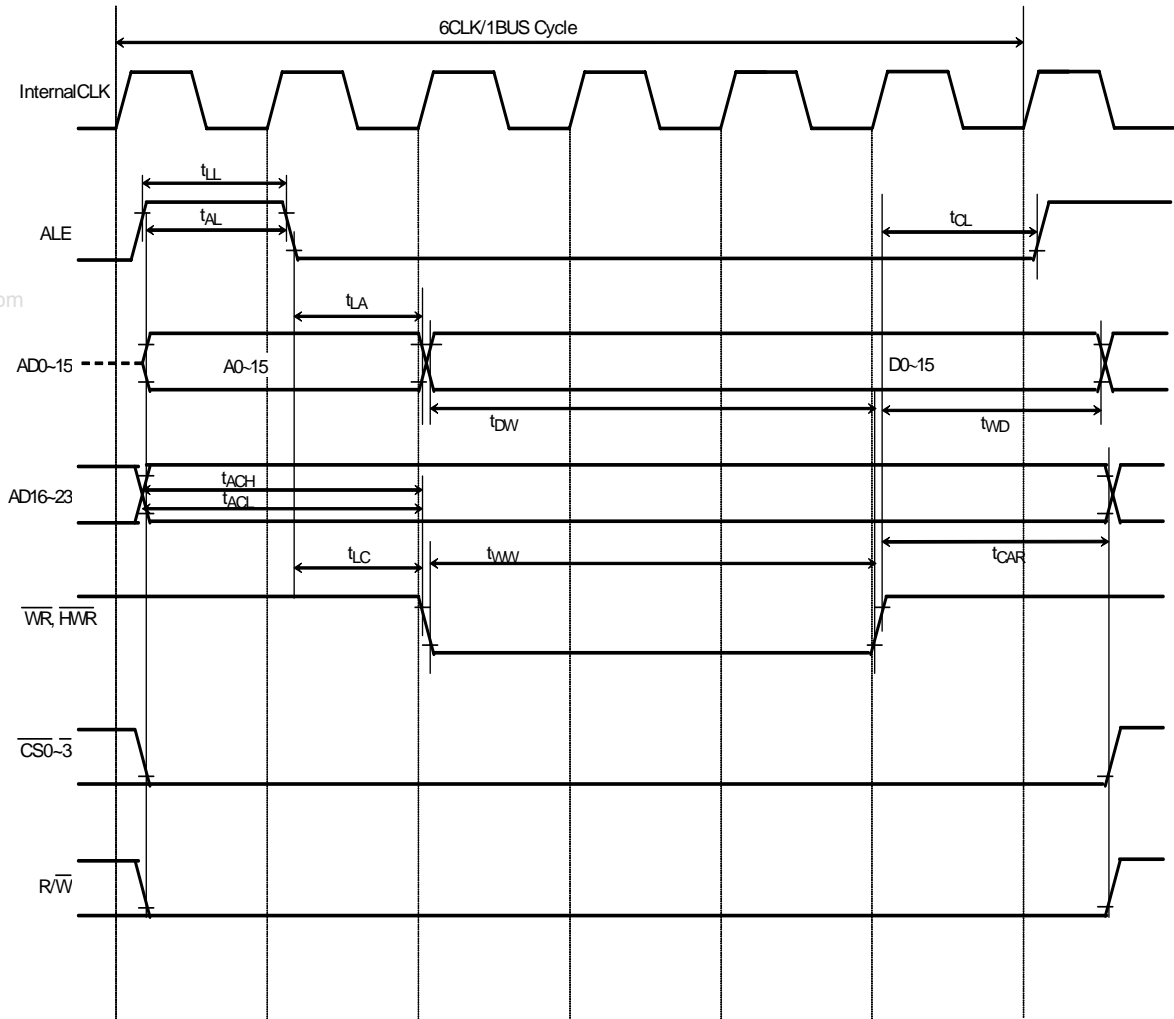 6CLK/1BUS Cycle
InternalCLK
tLL
tAL
tCL
ALE
om
tLA
AD0~15
A0~15
D0~15
tDW
tWD
AD16~23
tACH
tACL
tLC
tWW
tCAR
WR, HWR
CS0~3
R/W